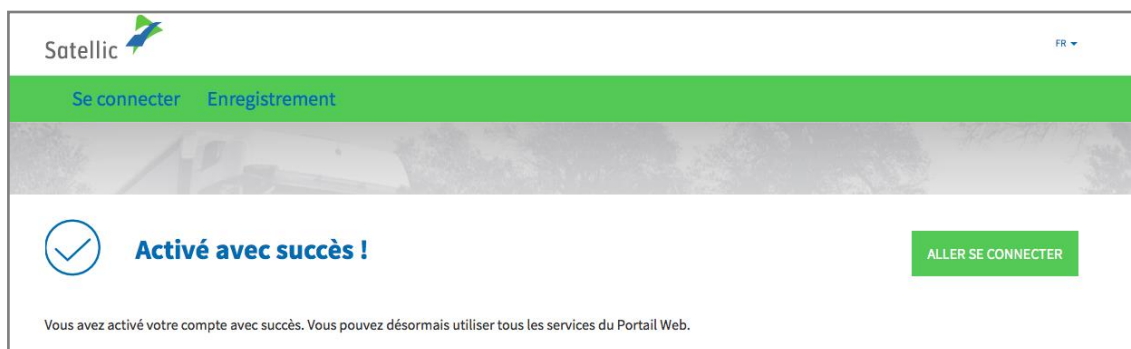 Satellic
FR
Se connecter Enregistrement
Activé avec succès !
ALLER SE CONNECTER
Vous avez activé votre compte avec succès. Vous pouvez désormais utiliser tous les services du Portail Web.